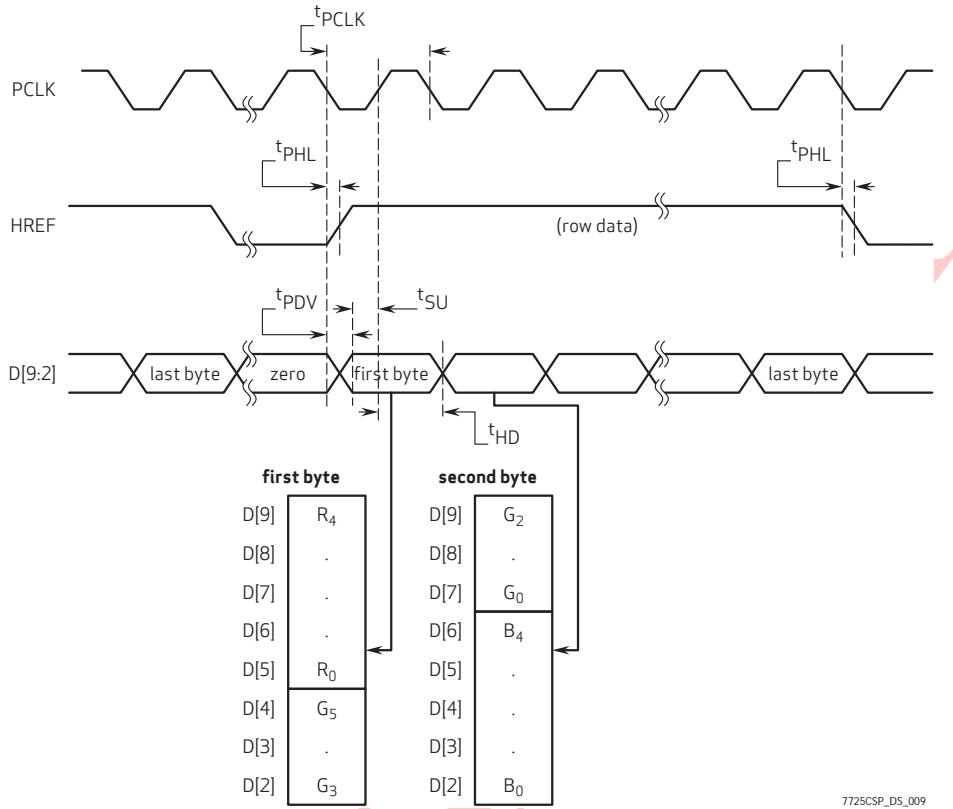 tPCLK
PCLK
tPHL
tPHL
HREF
(row data)
tPDV
tSU
D[9:2]
last byte
zero
first byte
last byte
tHD
first byte
second byte
D[9] R4
D[9] G2
D[8] .
D[8] .
D[7] .
D[7] G0
D[6] .
D[6] B4
D[5] R0
D[5] .
D[4] G5
D[4] .
D[3] .
D[3] .
D[2] G3
D[2] B0
7725CSP_DS_009